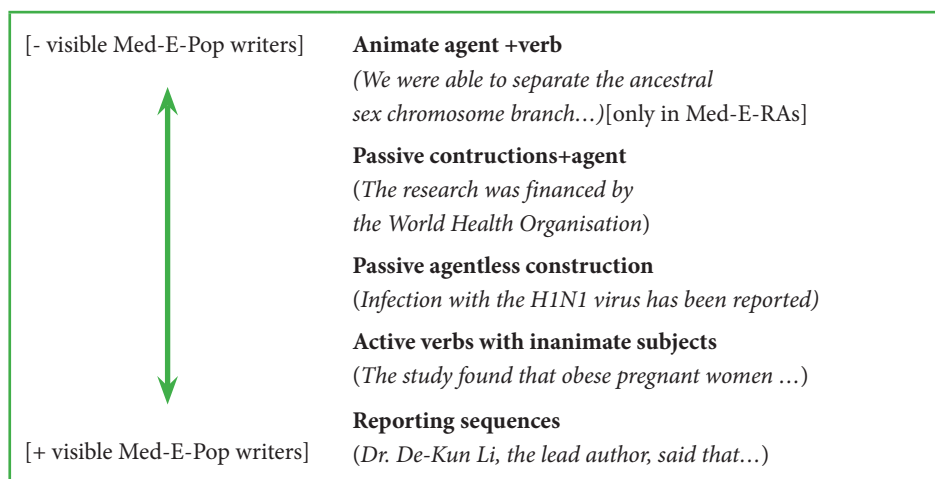 [- visible Med-E-Pop writers] Animate agent +verb
(We were able to separate the ancestral
sex chromosome branch…)[only in Med-E-RAs]
Passive contructions+agent
(The research was financed by
the World Health Organisation)
Passive agentless construction
(Infection with the H1N1 virus has been reported)
Active verbs with inanimate subjects
(The study found that obese pregnant women …)
Reporting sequences
[+ visible Med-E-Pop writers] (Dr. De-Kun Li, the lead author, said that…)